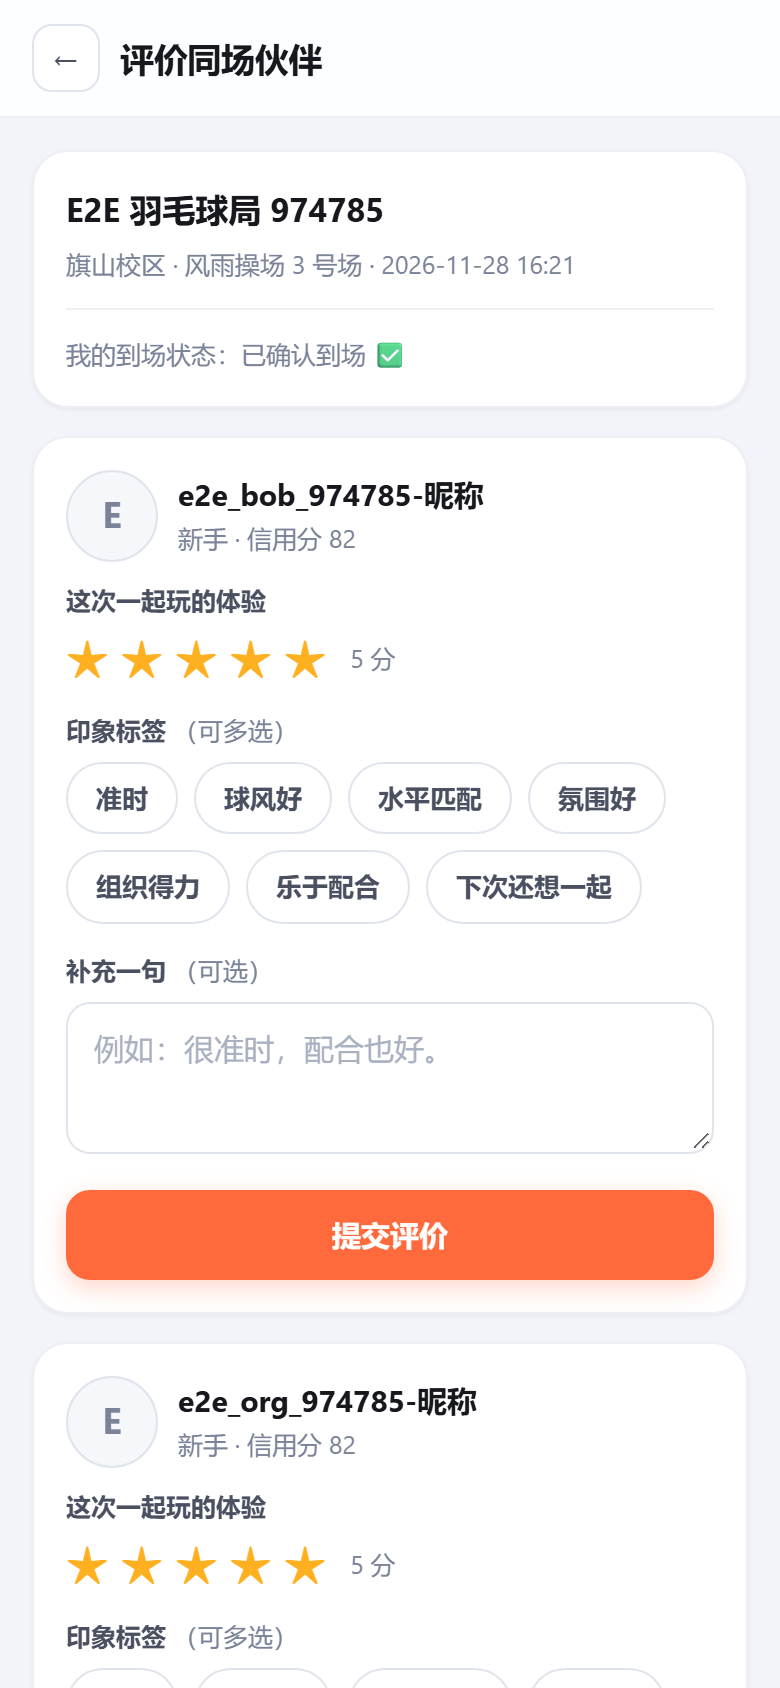 ← 评价同场伙伴
E2E 羽毛球局 974785
旗山校区 · 风雨操场 3 号场 · 2026-11-28 16:21
我的到场状态：已确认到场 ✅
E
e2e_bob_974785-昵称
新手 · 信用分 82
这次一起玩的体验
★ ★ ★ ★ ★ 5 分
印象标签 （可多选）
准时 球风好 水平匹配 氛围好
组织得力 乐于配合 下次还想一起
补充一句 （可选）
例如：很准时，配合也好。
提交评价
E
e2e_org_974785-昵称
新手 · 信用分 82
这次一起玩的体验
★ ★ ★ ★ ★ 5 分
印象标签 （可多选）